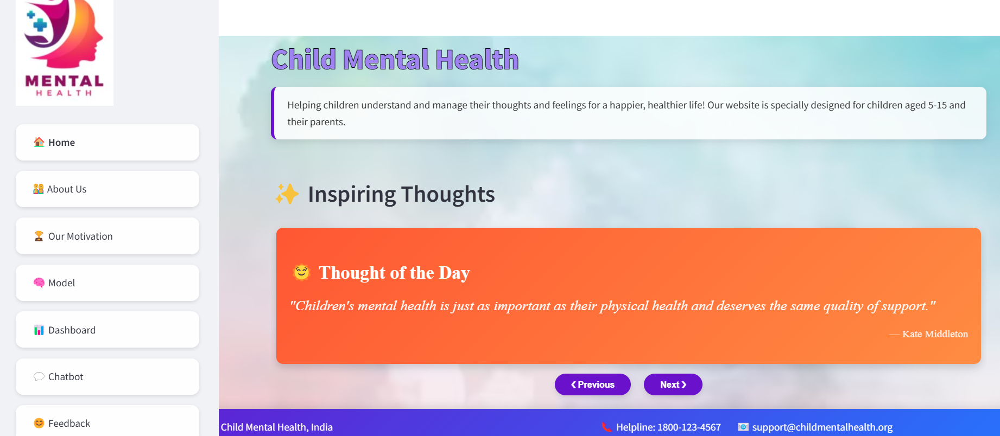 MENTAL
HEALTH
🏠 Home
👨‍👩‍👧‍👦 About Us
🏆 Our Motivation
🧠 Model
📊 Dashboard
💬 Chatbot
😊 Feedback
Child Mental Health
Helping children understand and manage their thoughts and feelings for a happier, healthier life! Our website is specially designed for children aged 5-15 and
their parents.
✨ Inspiring Thoughts
🌞 Thought of the Day
"Children's mental health is just as important as their physical health and deserves the same quality of support."
— Kate Middleton
❮ Previous
Next ❯
Child Mental Health, India
📞 Helpline: 1800-123-4567
📧 support@childmentalhealth.org